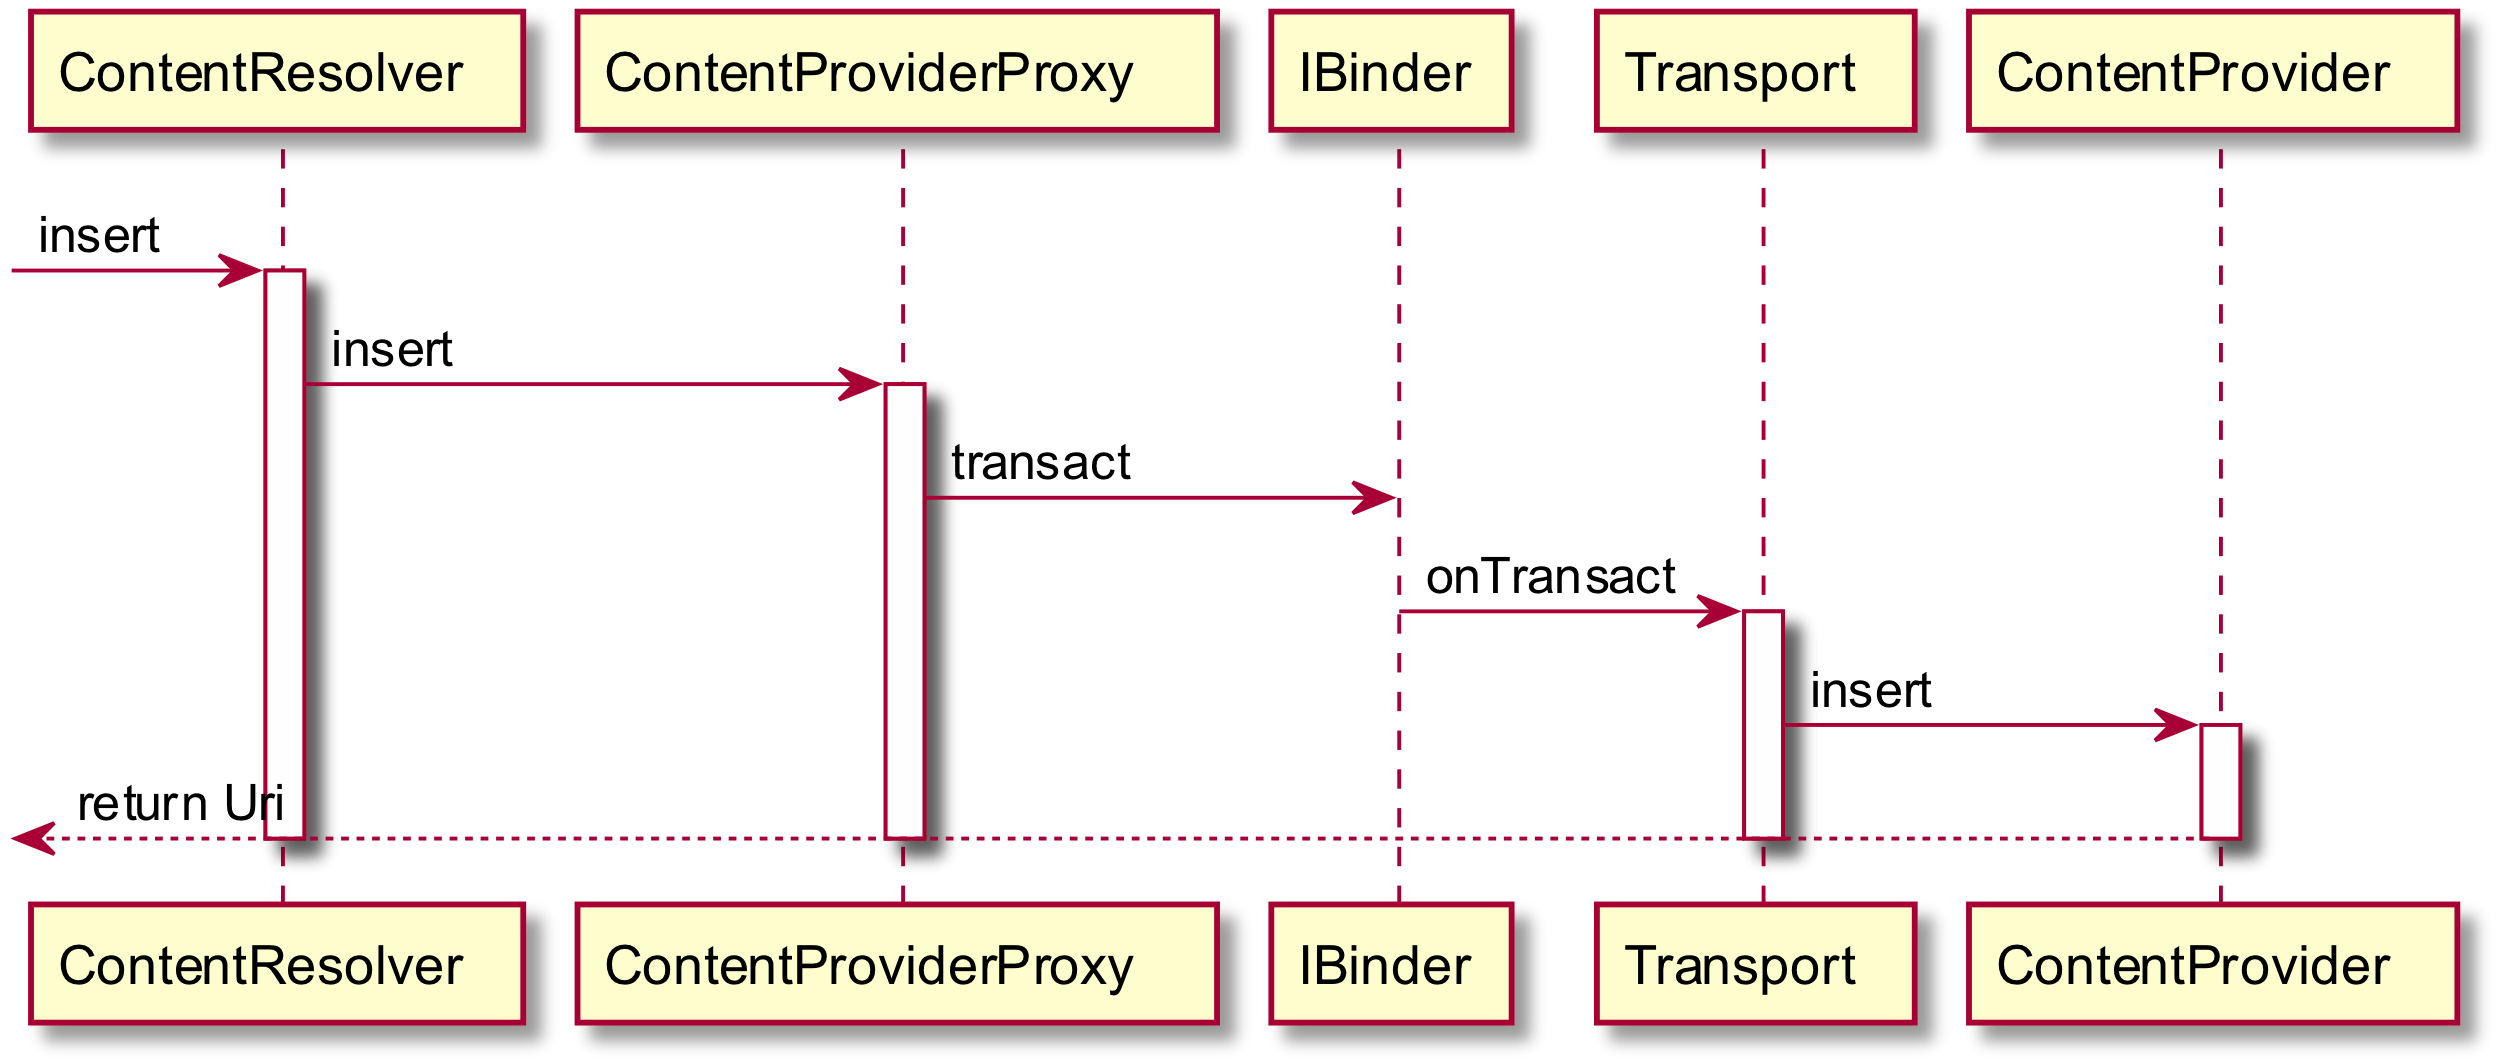 ContentResolver
ContentProviderProxy
IBinder
Transport
ContentProvider
insert
insert
transact
onTransact
insert
return Uri
ContentResolver
ContentProviderProxy
IBinder
Transport
ContentProvider